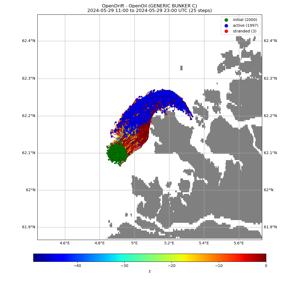 OpenDrift - OpenOil (GENERIC BUNKER C)
2024-05-29 11:00 to 2024-05-29 23:00 UTC (25 steps)
initial (2000)
active (1997)
stranded (3)
62.4°N 62.4°N
62.3°N 62.3°N
62.2°N 62.2°N
62.1°N 62.1°N
62°N 62°N
61.9°N 61.9°N
4.6°E 4.8°E 5°E 5.2°E 5.4°E 5.6°E
−40 −30 −20 −10 0
z